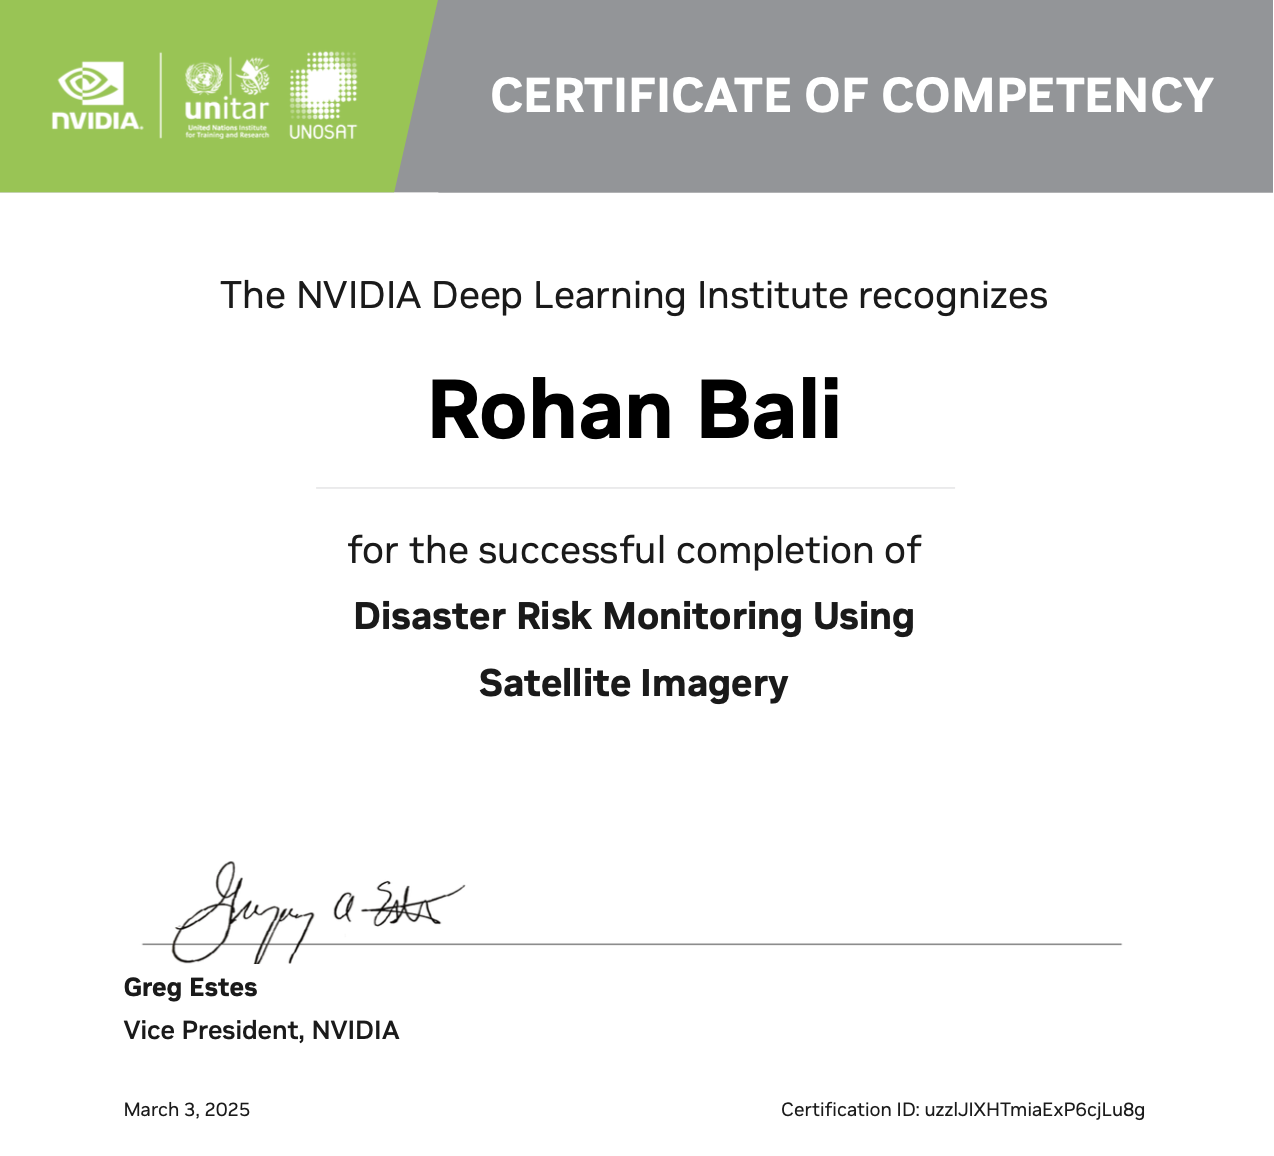 NVIDIA.
unitar
United Nations Institute
for Training and Research
UNOSAT
CERTIFICATE OF COMPETENCY
The NVIDIA Deep Learning Institute recognizes
Rohan Bali
for the successful completion of
Disaster Risk Monitoring Using
Satellite Imagery
Gregory A Estes
Greg Estes
Vice President, NVIDIA
March 3, 2025
Certification ID: uzzlJlXHTmiaExP6cjLu8g